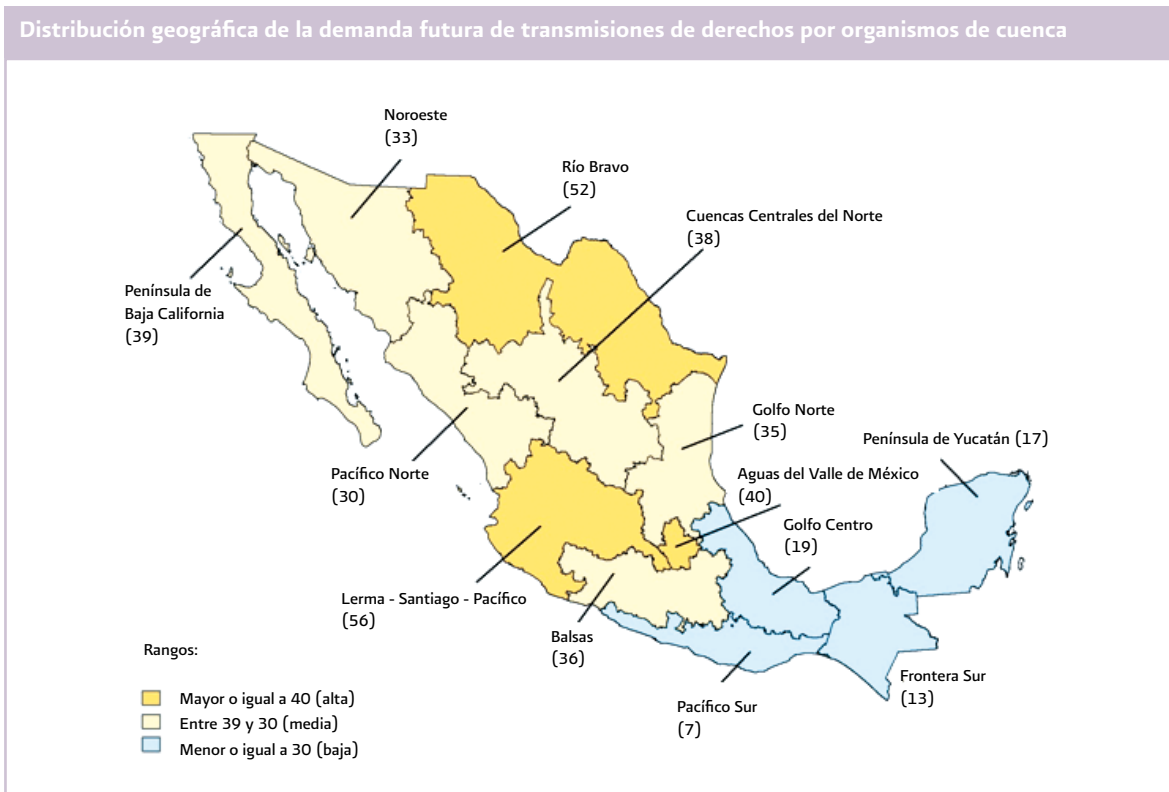 Distribución geográfica de la demanda futura de transmisiones de derechos por organismos de cuenca
Noroeste
(33)
Río Bravo
(52)
Cuencas Centrales del Norte
(38)
Península de
Baja California
(39)
Golfo Norte
(35)
Península de Yucatán (17)
Pacífico Norte
(30)
Aguas del Valle de México
(40)
Golfo Centro
(19)
Lerma - Santiago - Pacífico
(56)
Balsas
(36)
Frontera Sur
(13)
Pacífico Sur
(7)
Rangos:
Mayor o igual a 40 (alta)
Entre 39 y 30 (media)
Menor o igual a 30 (baja)